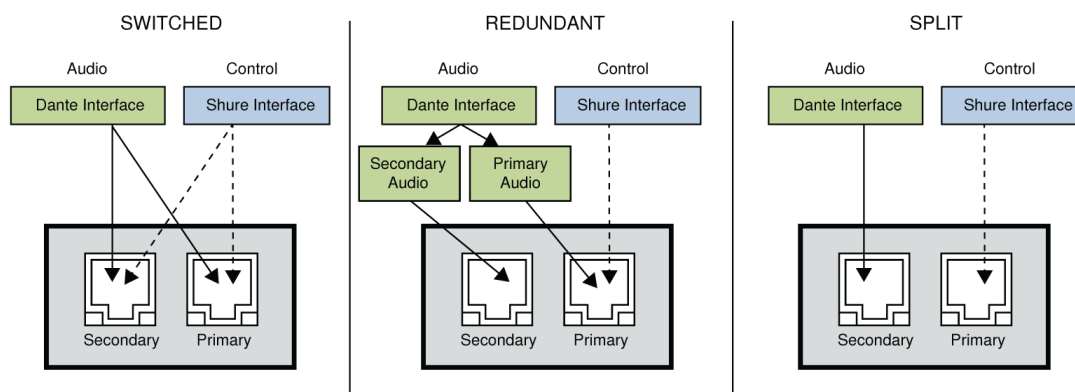 SWITCHED
Audio
Control
Dante Interface
Shure Interface
Secondary
Primary
REDUNDANT
Audio
Control
Dante Interface
Shure Interface
Secondary
Audio
Primary
Audio
Secondary
Primary
SPLIT
Audio
Control
Dante Interface
Shure Interface
Secondary
Primary